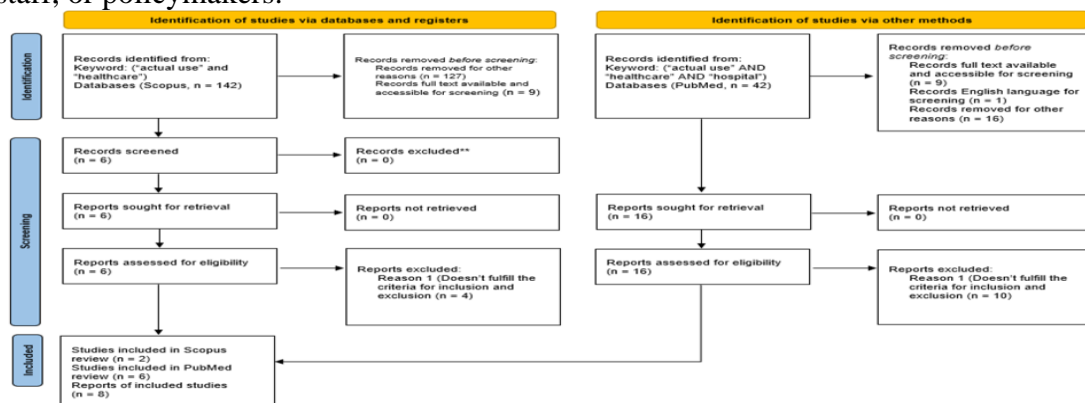 staff, or policymakers.
Identification of studies via databases and registers
Identification of studies via other methods
Identification
Records identified from:
Keyword: ("actual use" and
"healthcare")
Databases (Scopus, n = 142)
Records removed before screening:
Records removed for other
reasons (n = 127)
Records full text available and
accessible for screening (n = 9)
Records identified from:
Keyword: ("actual use" AND
"healthcare" AND "hospital")
Databases (PubMed, n = 42)
Records removed before
screening:
Records full text available
and accessible for screening
(n = 9)
Records English language for
screening (n = 1)
Records removed for other
reasons (n = 16)
Screening
Records screened
(n = 6)
Records excluded**
(n = 0)
Reports sought for retrieval
(n = 6)
Reports not retrieved
(n = 0)
Reports sought for retrieval
(n = 16)
Reports not retrieved
(n = 0)
Reports assessed for eligibility
(n = 6)
Reports excluded:
Reason 1 (Doesn't fulfill the
criteria for inclusion and
exclusion (n = 4)
Reports assessed for eligibility
(n = 16)
Reports excluded:
Reason 1 (Doesn't fulfill the
criteria for inclusion and
exclusion (n = 10)
Included
Studies included in Scopus
review (n = 2)
Studies included in PubMed
review (n = 6)
Reports of included studies
(n = 8)